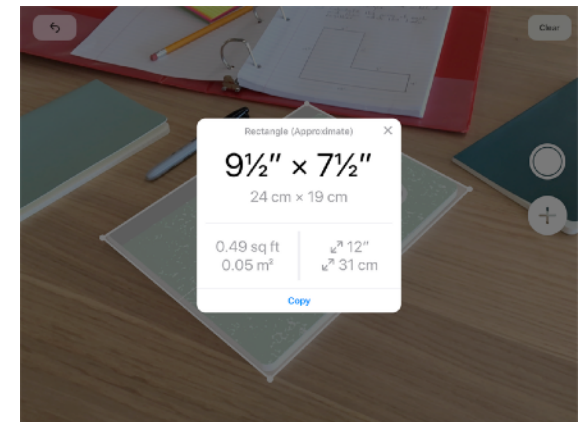 Clear
Rectangle (Approximate)
9½″ × 7½″
24 cm × 19 cm
0.49 sq ft
0.05 m²
12″
31 cm
Copy